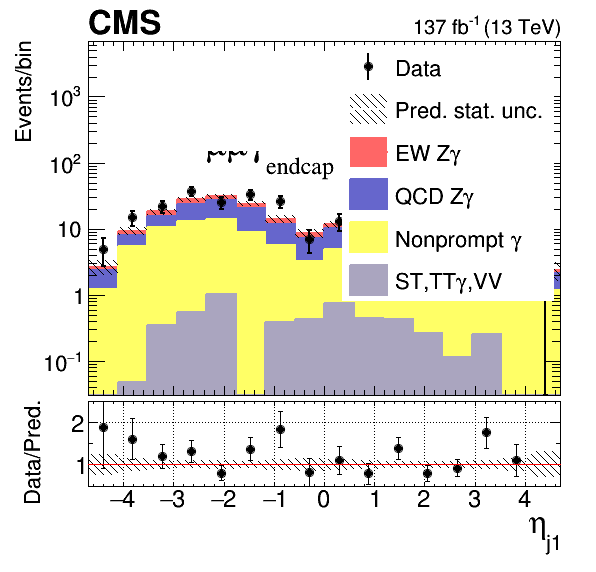 CMS 137 fb⁻¹ (13 TeV)
Events/bin
10³
10²
10
1
10⁻¹
Data
Pred. stat. unc.
EW Zγ
QCD Zγ
Nonprompt γ
ST,TTγ,VV
endcap
Data/Pred.
2
1
−4 −3 −2 −1 0 1 2 3 4
η_j1